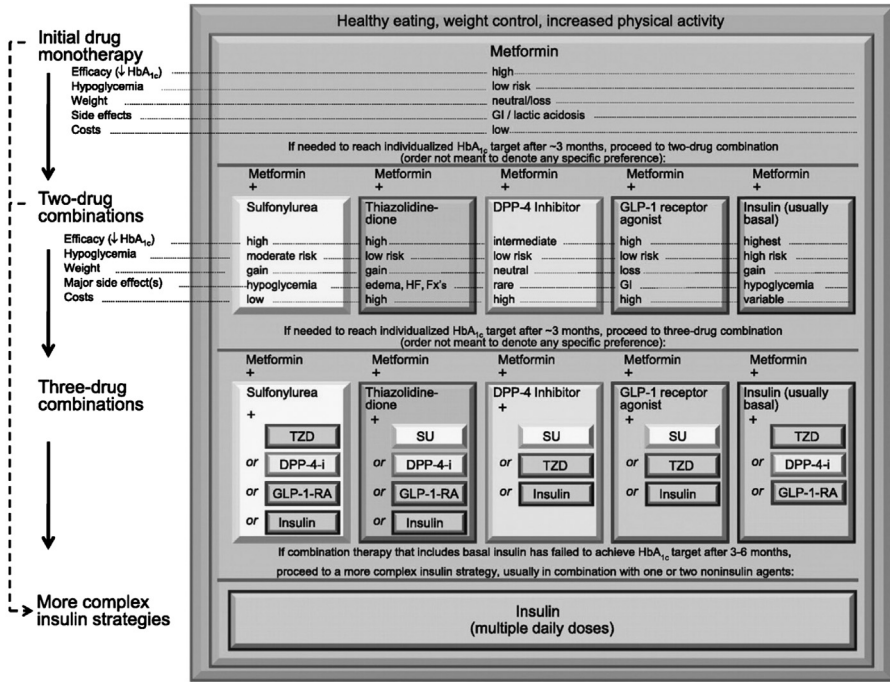 Healthy eating, weight control, increased physical activity
Initial drug
monotherapy
Metformin
Efficacy (↓ HbA1c) high
Hypoglycemia low risk
Weight neutral/loss
Side effects GI / lactic acidosis
Costs low
If needed to reach individualized HbA1c target after ~3 months, proceed to two-drug combination
(order not meant to denote any specific preference):
Metformin Metformin Metformin Metformin Metformin
+ + + + +
Two-drug
combinations
Sulfonylurea Thiazolidine- DPP-4 Inhibitor GLP-1 receptor Insulin (usually
dione agonist basal)
Efficacy (↓ HbA1c) high high intermediate high highest
Hypoglycemia moderate risk low risk low risk low risk high risk
Weight gain gain neutral loss gain
Major side effect(s) hypoglycemia edema, HF, Fx's rare GI hypoglycemia
Costs low high high high variable
If needed to reach individualized HbA1c target after ~3 months, proceed to three-drug combination
(order not meant to denote any specific preference):
Metformin Metformin Metformin Metformin Metformin
+ + + + +
Three-drug
combinations
Sulfonylurea Thiazolidine- DPP-4 Inhibitor GLP-1 receptor Insulin (usually
dione agonist basal)
+ + + + +
TZD SU SU SU TZD
or DPP-4-i or DPP-4-i or TZD or TZD or DPP-4-i
or GLP-1-RA or GLP-1-RA or Insulin or Insulin or GLP-1-RA
or Insulin or Insulin
If combination therapy that includes basal insulin has failed to achieve HbA1c target after 3-6 months,
proceed to a more complex insulin strategy, usually in combination with one or two noninsulin agents:
More complex
insulin strategies
Insulin
(multiple daily doses)